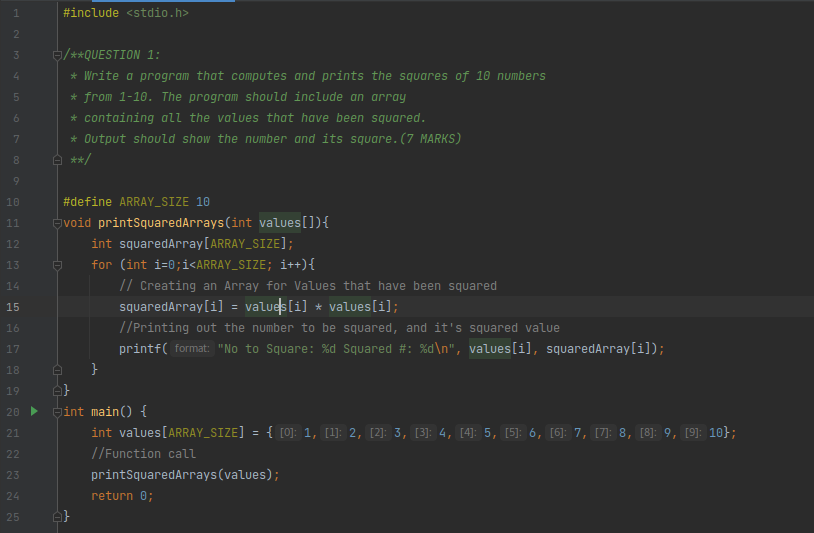 1 #include <stdio.h>
2
3 /**QUESTION 1:
4 * Write a program that computes and prints the squares of 10 numbers
5 * from 1-10. The program should include an array
6 * containing all the values that have been squared.
7 * Output should show the number and its square.(7 MARKS)
8 **/
9
10 #define ARRAY_SIZE 10
11 void printSquaredArrays(int values[]){
12 int squaredArray[ARRAY_SIZE];
13 for (int i=0;i<ARRAY_SIZE; i++){
14 // Creating an Array for Values that have been squared
15 squaredArray[i] = values[i] * values[i];
16 //Printing out the number to be squared, and it's squared value
17 printf( format: "No to Square: %d Squared #: %d\n", values[i], squaredArray[i]);
18 }
19 }
20 int main() {
21 int values[ARRAY_SIZE] = { [0]: 1, [1]: 2, [2]: 3, [3]: 4, [4]: 5, [5]: 6, [6]: 7, [7]: 8, [8]: 9, [9]: 10};
22 //Function call
23 printSquaredArrays(values);
24 return 0;
25 }